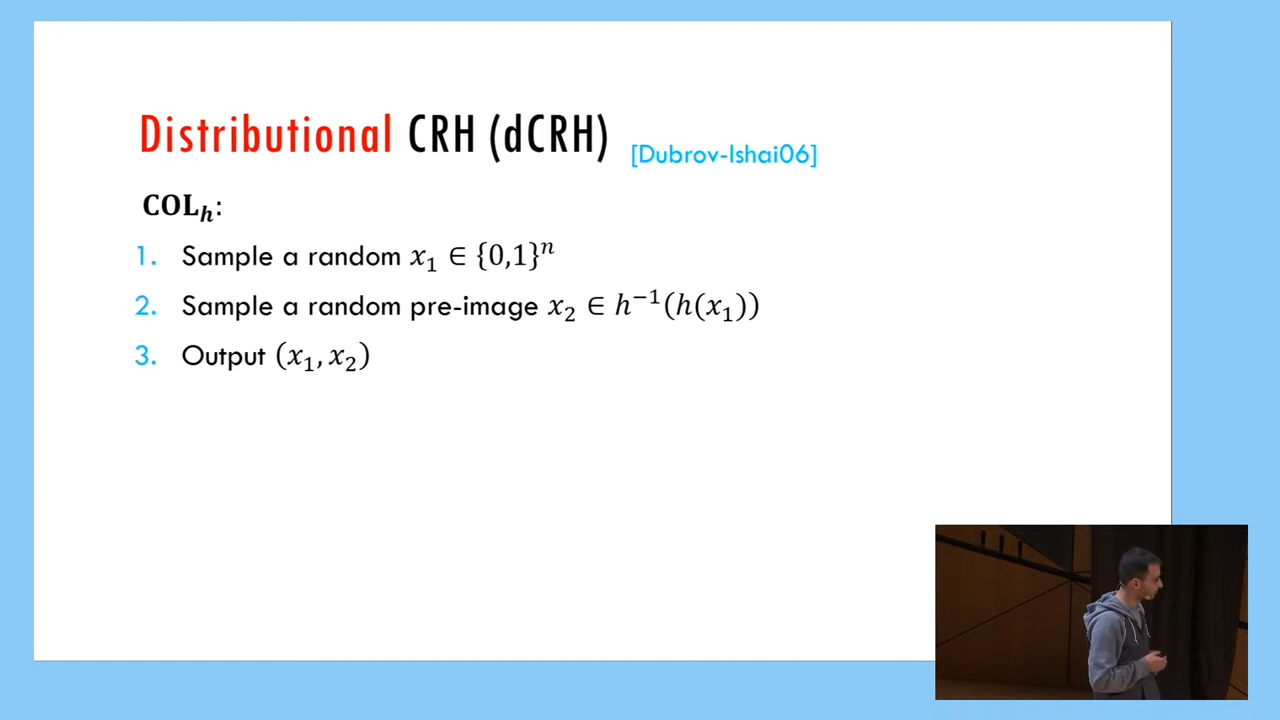 Distributional CRH (dCRH) [Dubrov-Ishai06]
𝐂𝐎𝐋ₕ:
1. Sample a random x₁ ∈ {0,1}ⁿ
2. Sample a random pre-image x₂ ∈ h⁻¹(h(x₁))
3. Output (x₁, x₂)